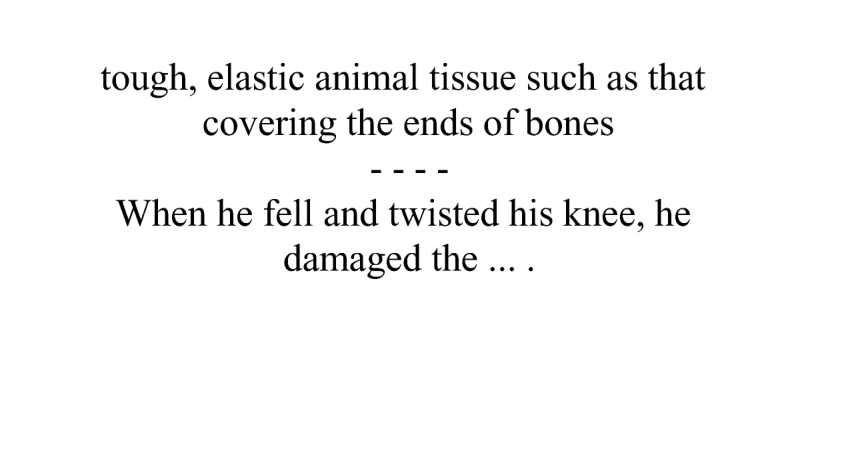 tough, elastic animal tissue such as that
covering the ends of bones
- - - -
When he fell and twisted his knee, he
damaged the ... .